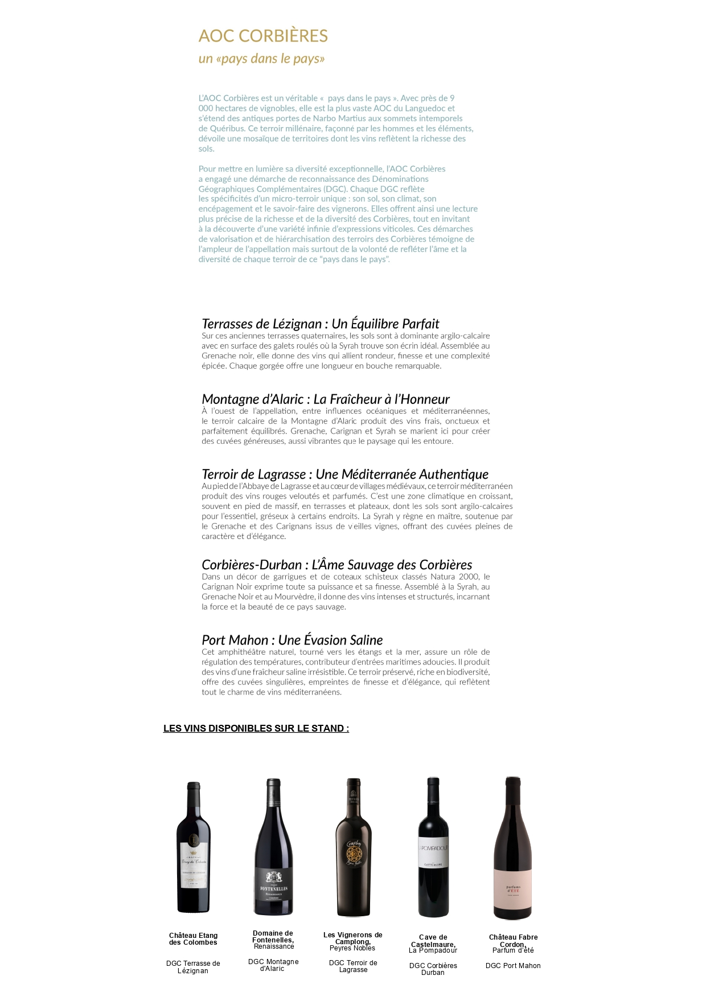 AOC CORBIÈRES
un «pays dans le pays»
L'AOC Corbières est un véritable « pays dans le pays ». Avec près de 9
000 hectares de vignobles, elle est la plus vaste AOC du Languedoc et
s'étend des antiques portes de Narbo Martius aux sommets intemporels
de Quéribus. Ce terroir millénaire, façonné par les hommes et les éléments,
dévoile une mosaïque de territoires dont les vins reflètent la richesse des
sols.
Pour mettre en lumière sa diversité exceptionnelle, l'AOC Corbières
a engagé une démarche de reconnaissance des Dénominations
Géographiques Complémentaires (DGC). Chaque DGC reflète
les spécificités d'un micro-terroir unique : son sol, son climat, son
encépagement et le savoir-faire des vignerons. Elles offrent ainsi une lecture
plus précise de la richesse et de la diversité des Corbières, tout en invitant
à la découverte d'une variété infinie d'expressions viticoles. Ces démarches
de valorisation et de hiérarchisation des terroirs des Corbières témoigne de
l'ampleur de l'appellation mais surtout de la volonté de refléter l'âme et la
diversité de chaque terroir de ce “pays dans le pays”.
Terrasses de Lézignan : Un Équilibre Parfait
Sur ces anciennes terrasses quaternaires, les sols sont à dominante argilo-calcaire
avec en surface des galets roulés où la Syrah trouve son écrin idéal. Assemblée au
Grenache noir, elle donne des vins qui allient rondeur, finesse et une complexité
épicée. Chaque gorgée offre une longueur en bouche remarquable.
Montagne d'Alaric : La Fraîcheur à l'Honneur
À l'ouest de l'appellation, entre influences océaniques et méditerranéennes,
le terroir calcaire de la Montagne d'Alaric produit des vins frais, onctueux et
parfaitement équilibrés. Grenache, Carignan et Syrah se marient ici pour créer
des cuvées généreuses, aussi vibrantes que le paysage qui les entoure.
Terroir de Lagrasse : Une Méditerranée Authentique
Au pied de l'Abbaye de Lagrasse et au cœur de villages médiévaux, ce terroir méditerranéen
produit des vins rouges veloutés et parfumés. C'est une zone climatique en croissant,
souvent en pied de massif, en terrasses et plateaux, dont les sols sont argilo-calcaires
pour l'essentiel, gréseux à certains endroits. La Syrah y règne en maître, soutenue par
le Grenache et des Carignans issus de vieilles vignes, offrant des cuvées pleines de
caractère et d'élégance.
Corbières-Durban : L'Âme Sauvage des Corbières
Dans un décor de garrigues et de coteaux schisteux classés Natura 2000, le
Carignan Noir exprime toute sa puissance et sa finesse. Assemblé à la Syrah, au
Grenache Noir et au Mourvèdre, il donne des vins intenses et structurés, incarnant
la force et la beauté de ce pays sauvage.
Port Mahon : Une Évasion Saline
Cet amphithéâtre naturel, tourné vers les étangs et la mer, assure un rôle de
régulation des températures, contributeur d'entrées maritimes adoucies. Il produit
des vins d'une fraîcheur saline irrésistible. Ce terroir préservé, riche en biodiversité,
offre des cuvées singulières, empreintes de finesse et d'élégance, qui reflètent
tout le charme de vins méditerranéens.
LES VINS DISPONIBLES SUR LE STAND :
CHÂTEAU
Etang des Colombes
FONTENELLES
RENAISSANCE
CORBIÈRES
PEYRES
Camplong
Peyres Nobles
POMPADOUR
CASTELMAURE
parfums
d'ÉTÉ
Château Etang
des Colombes
DGC Terrasse de
Lézignan
Domaine de
Fontenelles,
Renaissance
DGC Montagne
d'Alaric
Les Vignerons de
Camplong,
Peyres Nobles
DGC Terroir de
Lagrasse
Cave de
Castelmaure,
La Pompadour
DGC Corbières
Durban
Château Fabre
Cordon,
Parfum d'été
DGC Port Mahon